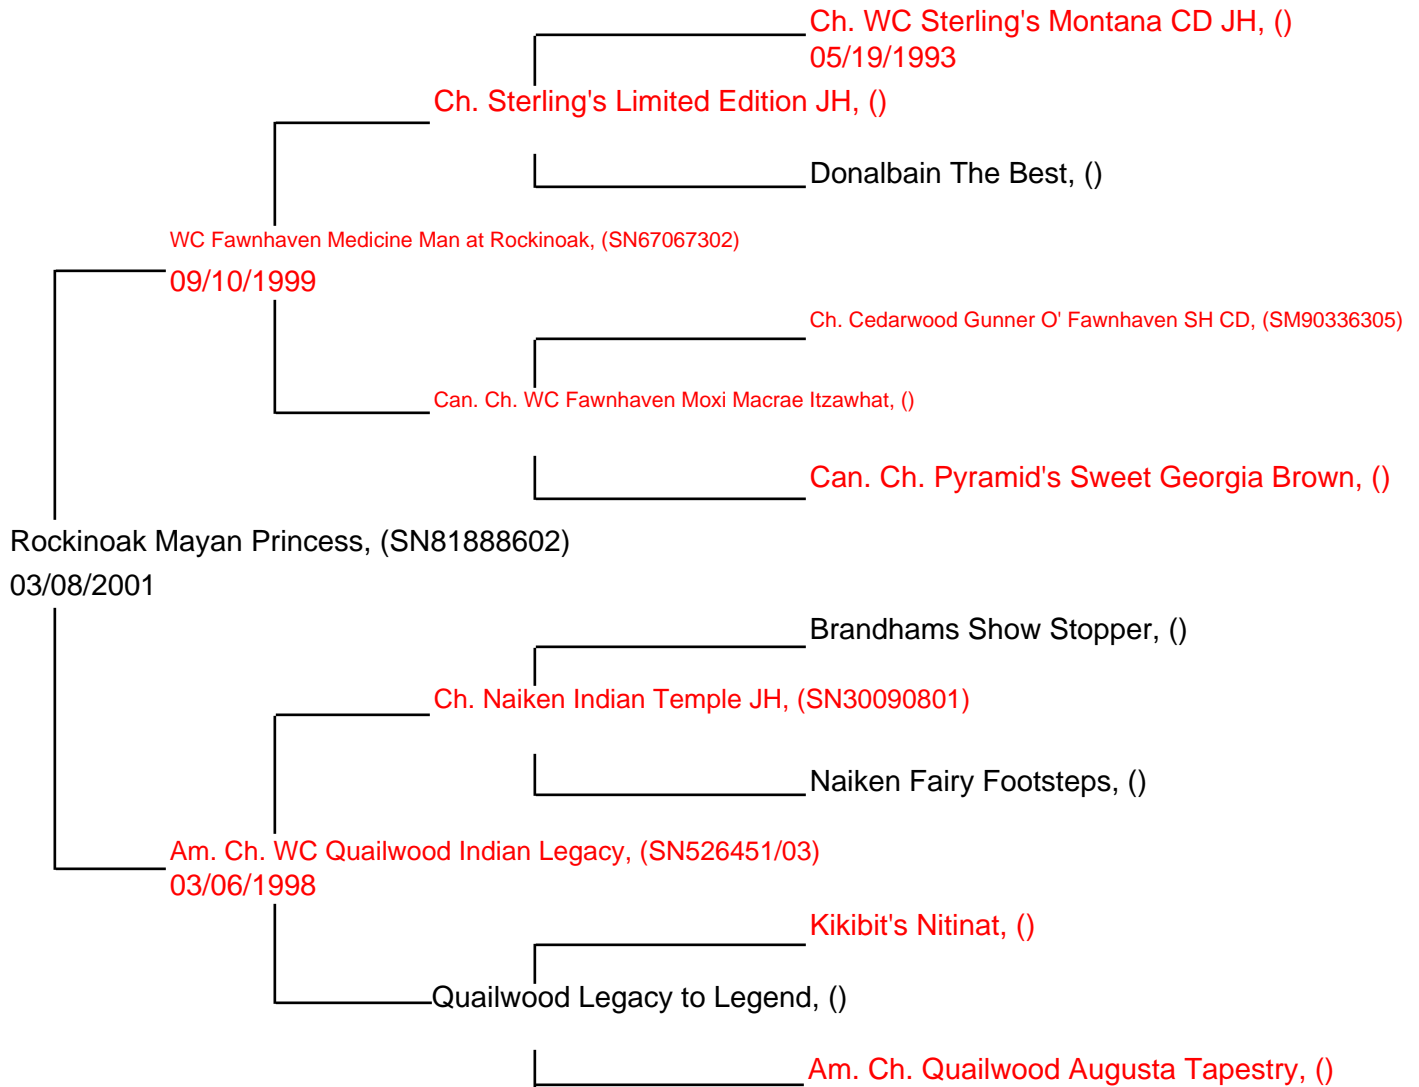 Ch. WC Sterling's Montana CD JH, ()
05/19/1993
Ch. Sterling's Limited Edition JH, ()
Donalbain The Best, ()
WC Fawnhaven Medicine Man at Rockinoak, (SN67067302)
09/10/1999
Ch. Cedarwood Gunner O' Fawnhaven SH CD, (SM90336305)
Can. Ch. WC Fawnhaven Moxi Macrae Itzawhat, ()
Can. Ch. Pyramid's Sweet Georgia Brown, ()
Rockinoak Mayan Princess, (SN81888602)
03/08/2001
Brandhams Show Stopper, ()
Ch. Naiken Indian Temple JH, (SN30090801)
Naiken Fairy Footsteps, ()
Am. Ch. WC Quailwood Indian Legacy, (SN526451/03)
03/06/1998
Kikibit's Nitinat, ()
Quailwood Legacy to Legend, ()
Am. Ch. Quailwood Augusta Tapestry, ()